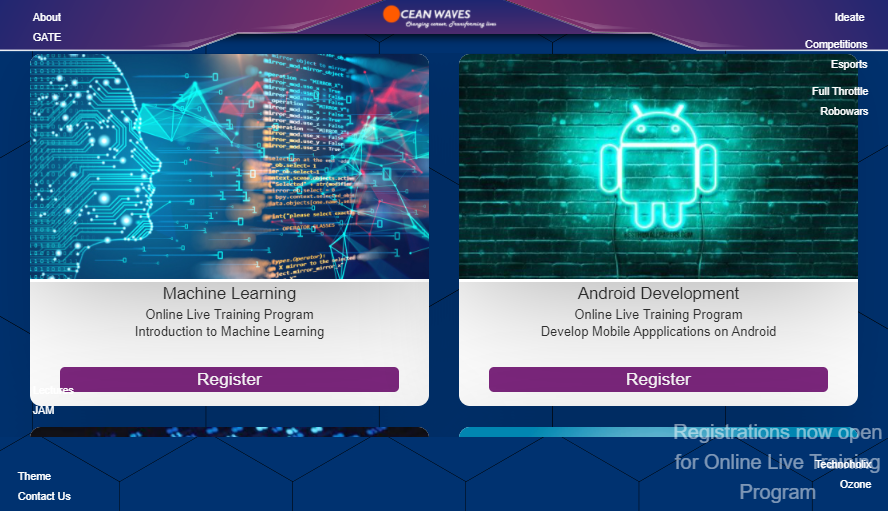 About
GATE
CEAN WAVES
Changing career, Transforming lives
Ideate
Competitions
Esports
Full Throttle
Robowars
Machine Learning
Online Live Training Program
Introduction to Machine Learning
Register
Android Development
Online Live Training Program
Develop Mobile Appplications on Android
Register
Lectures
JAM
Registrations now open
for Online Live Training
Program
Technoholix
Ozone
Theme
Contact Us